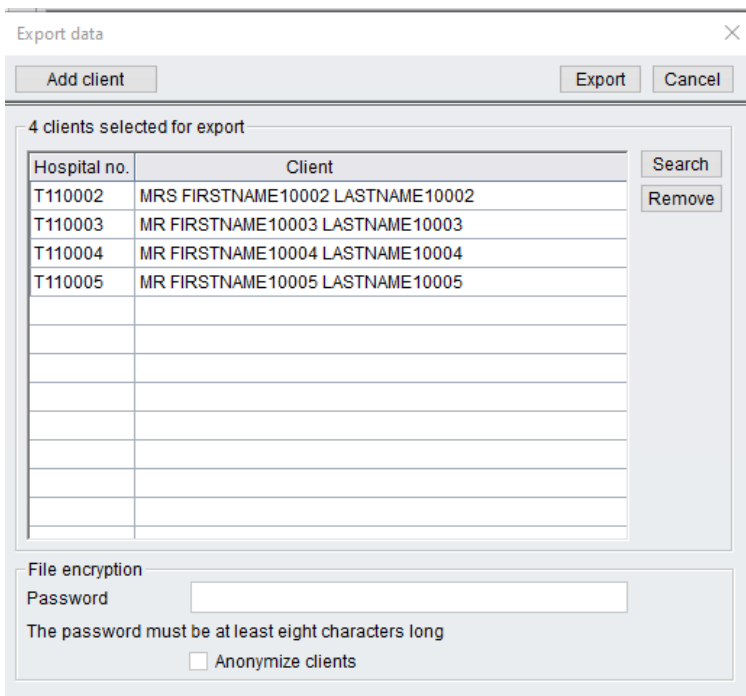 Export data
Add client Export Cancel
4 clients selected for export
Hospital no. Client Search
T110002 MRS FIRSTNAME10002 LASTNAME10002 Remove
T110003 MR FIRSTNAME10003 LASTNAME10003
T110004 MR FIRSTNAME10004 LASTNAME10004
T110005 MR FIRSTNAME10005 LASTNAME10005
File encryption
Password
The password must be at least eight characters long
Anonymize clients